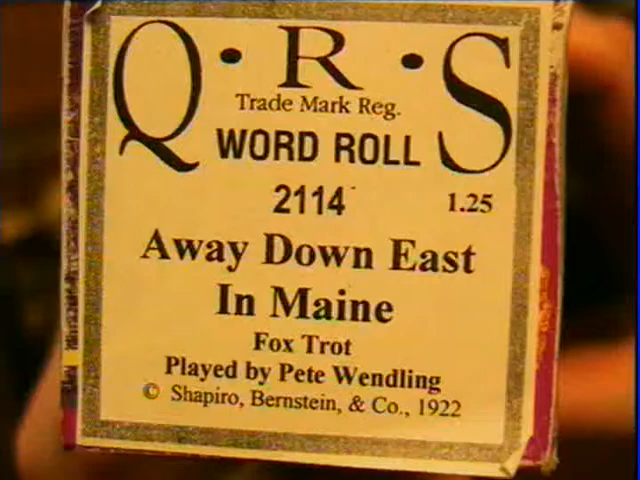 Q·R·S
Trade Mark Reg.
WORD ROLL
2114 1.25
Away Down East
In Maine
Fox Trot
Played by Pete Wendling
© Shapiro, Bernstein, & Co., 1922